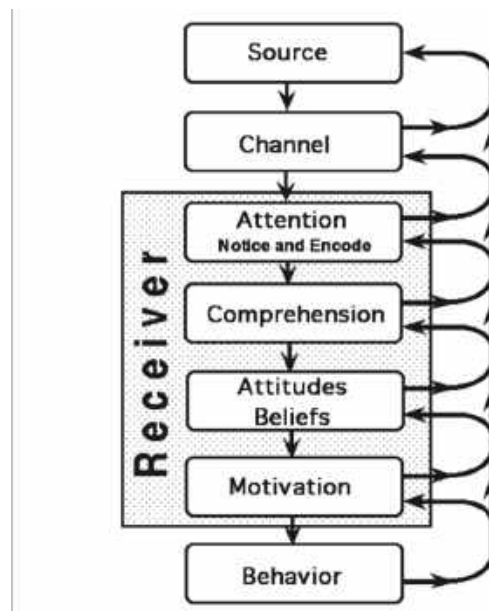 Source
Channel
Receiver
Attention
Notice and Encode
Comprehension
Attitudes
Beliefs
Motivation
Behavior